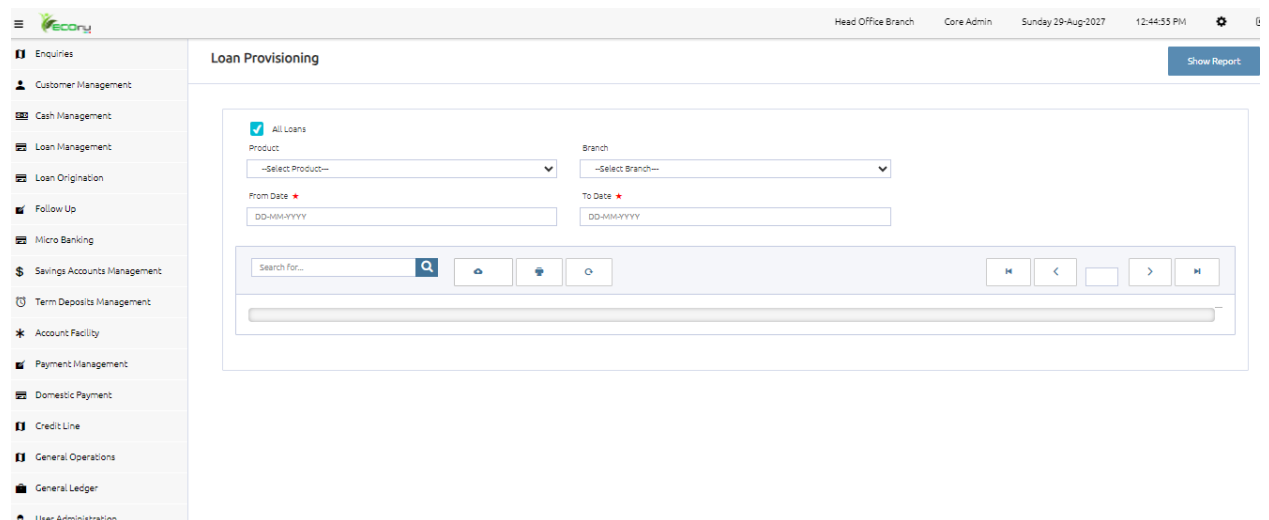 ecory
Head Office Branch Core Admin Sunday 29-Aug-2027 12:44:55 PM
Enquiries
Customer Management
Cash Management
Loan Management
Loan Origination
Follow Up
Micro Banking
Savings Accounts Management
Term Deposits Management
Account Facility
Payment Management
Domestic Payment
Credit Line
General Operations
General Ledger
User Administration
Loan Provisioning
Show Report
All Loans
Product Branch
--Select Product--- --Select Branch---
From Date ★ To Date ★
DD-MM-YYYY DD-MM-YYYY
Search for...